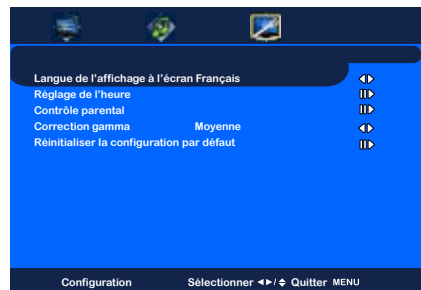 Langue de l'affichage à l'écran Français
Réglage de l'heure
Contrôle parental
Correction gamma Moyenne
Réinitialiser la configuration par défaut
Configuration Sélectionner ◄►/⬍ Quitter MENU